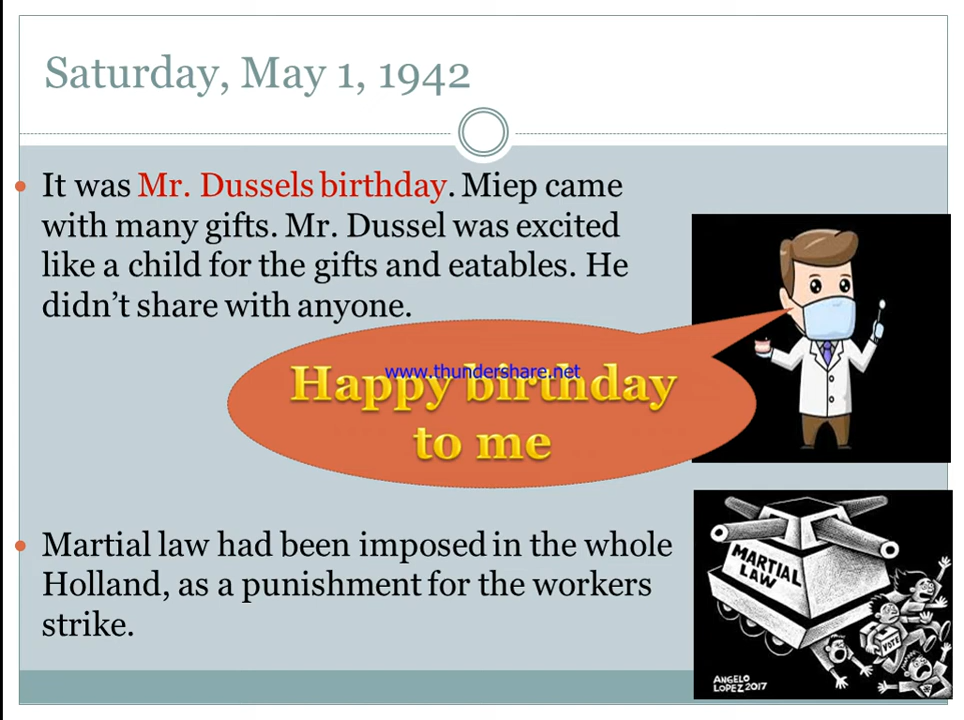 Saturday, May 1, 1942
It was Mr. Dussels birthday. Miep came
with many gifts. Mr. Dussel was excited
like a child for the gifts and eatables. He
didn't share with anyone.
www.thundershare.net
Happy birthday
to me
Martial law had been imposed in the whole
Holland, as a punishment for the workers
strike.
MARTIAL
LAW
VOTE
ANGELO
LOPEZ 2017